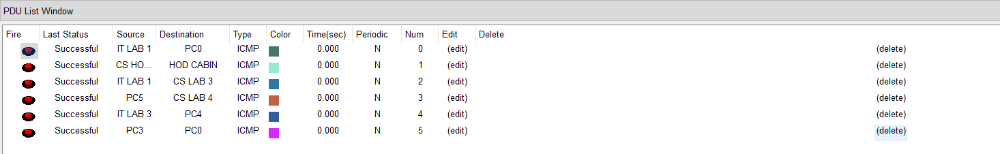 PDU List Window
Fire Last Status Source Destination Type Color Time(sec) Periodic Num Edit Delete
Successful IT LAB 1 PC0 ICMP 0.000 N 0 (edit) (delete)
Successful CS HO... HOD CABIN ICMP 0.000 N 1 (edit) (delete)
Successful IT LAB 1 CS LAB 3 ICMP 0.000 N 2 (edit) (delete)
Successful PC5 CS LAB 4 ICMP 0.000 N 3 (edit) (delete)
Successful IT LAB 3 PC4 ICMP 0.000 N 4 (edit) (delete)
Successful PC3 PC0 ICMP 0.000 N 5 (edit) (delete)